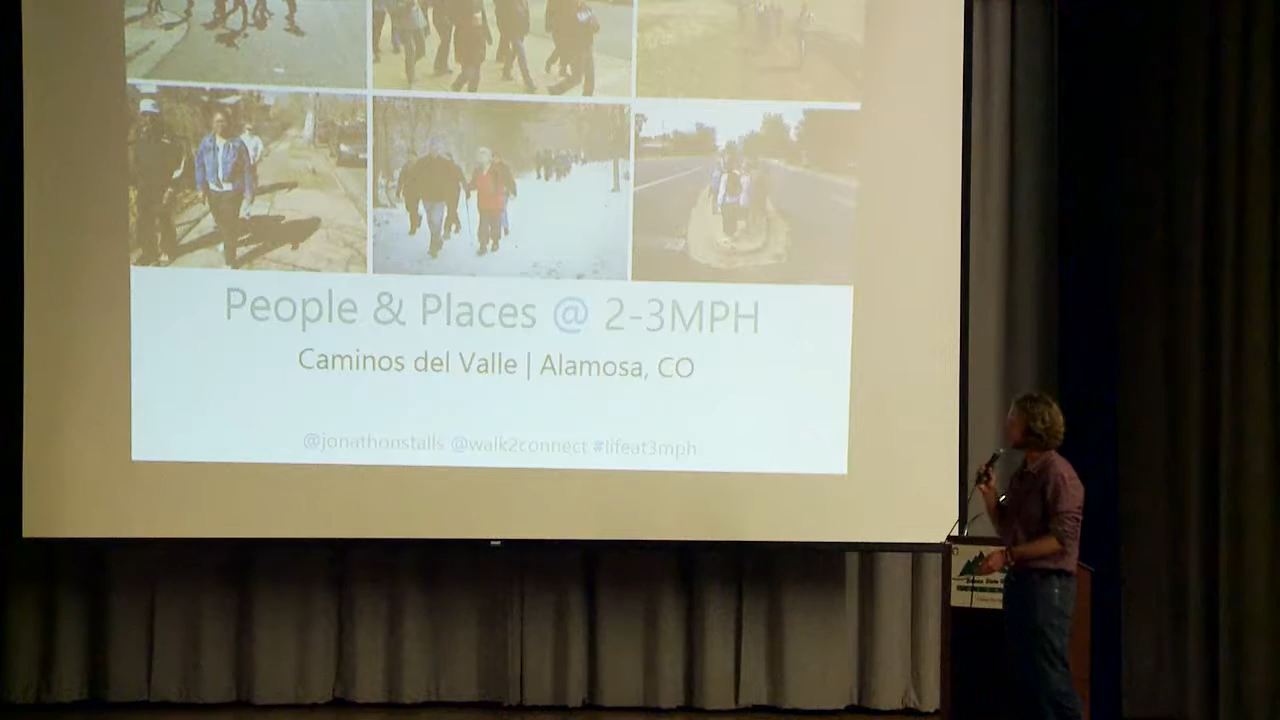 People & Places @ 2-3MPH
Caminos del Valle | Alamosa, CO
@jonathonstalls @walk2connect #lifeat3mph